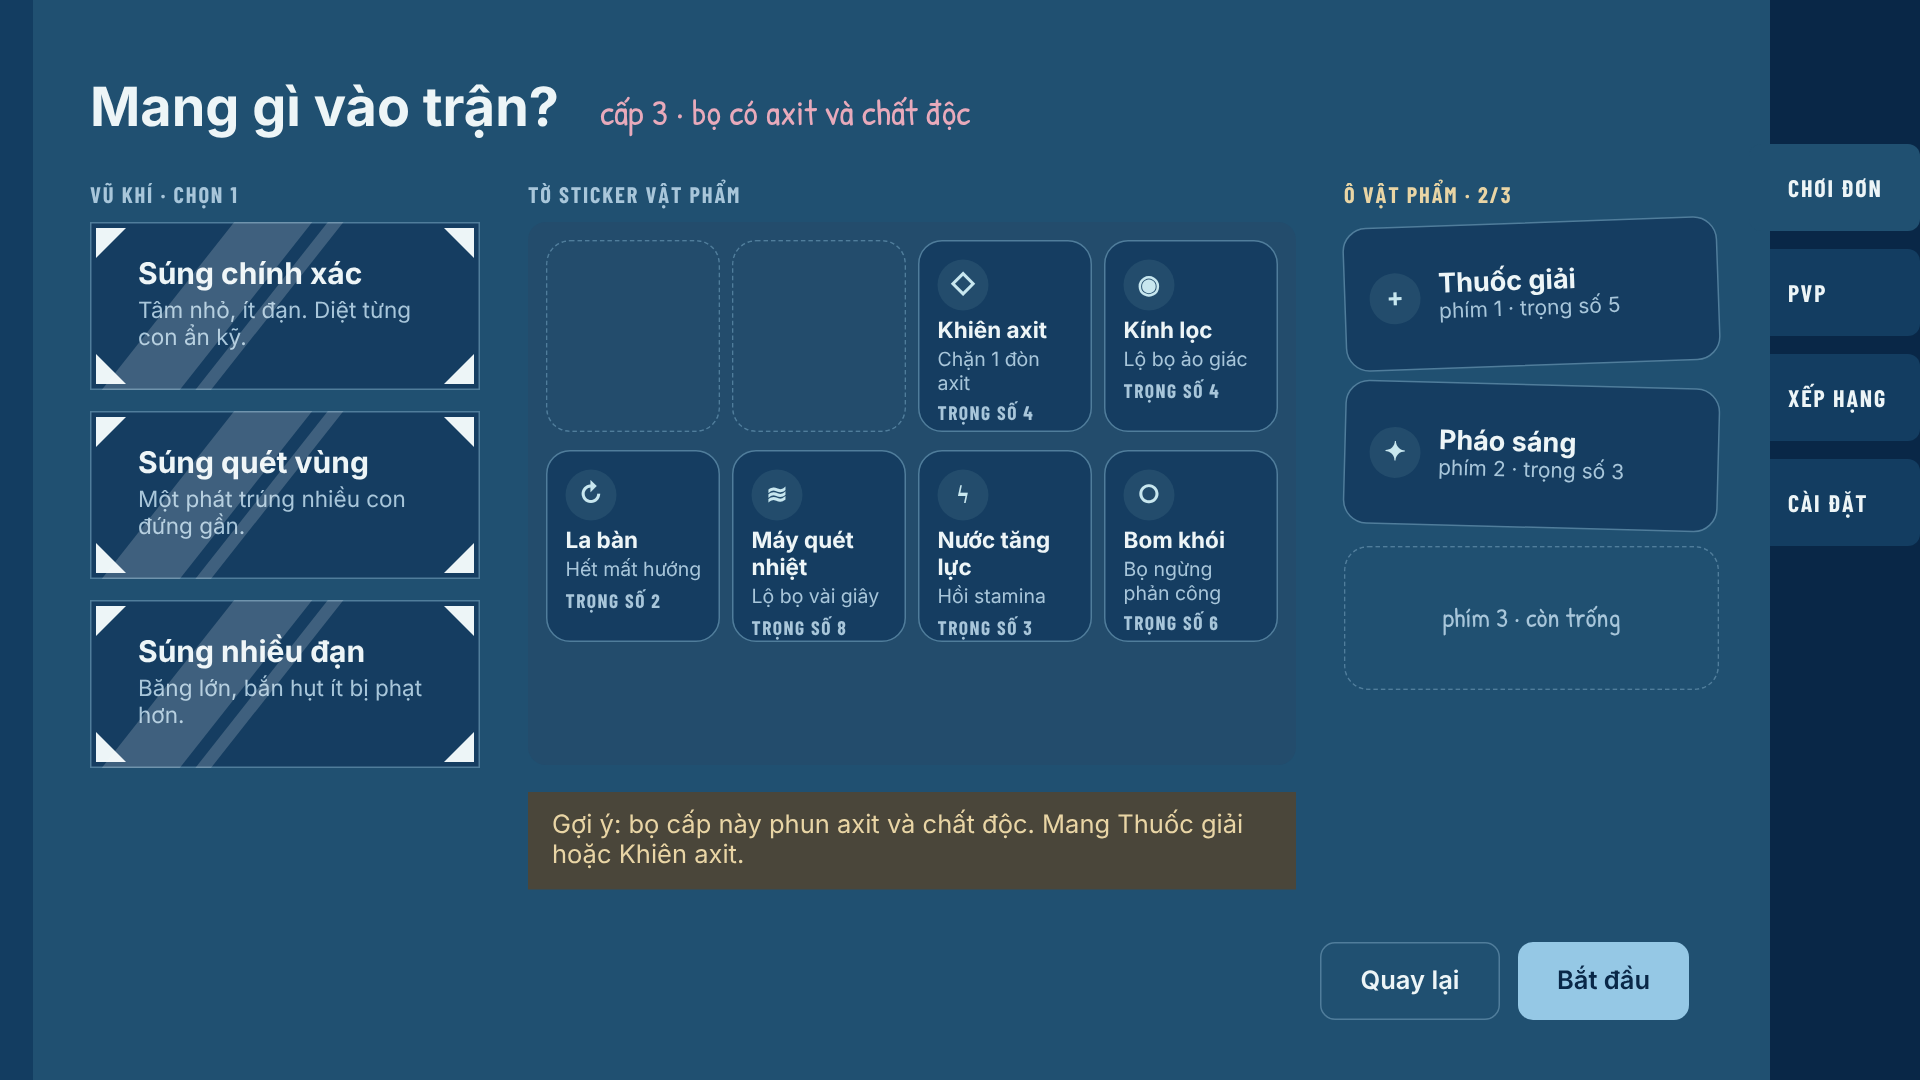 Mang gì vào trận?
cấp 3 · bọ có axit và chất độc
VŨ KHÍ · CHỌN 1
Súng chính xác
Tâm nhỏ, ít đạn. Diệt từng
con ẩn kỹ.
Súng quét vùng
Một phát trúng nhiều con
đứng gần.
Súng nhiều đạn
Băng lớn, bắn hụt ít bị phạt
hơn.
TỜ STICKER VẬT PHẨM
Khiên axit
Chặn 1 đòn
axit
TRỌNG SỐ 4
Kính lọc
Lộ bọ ảo giác
TRỌNG SỐ 4
La bàn
Hết mất hướng
TRỌNG SỐ 2
Máy quét
nhiệt
Lộ bọ vài giây
TRỌNG SỐ 8
Nước tăng
lực
Hồi stamina
TRỌNG SỐ 3
Bom khói
Bọ ngừng
phản công
TRỌNG SỐ 6
Gợi ý: bọ cấp này phun axit và chất độc. Mang Thuốc giải
hoặc Khiên axit.
Ô VẬT PHẨM · 2/3
Thuốc giải
phím 1 · trọng số 5
Pháo sáng
phím 2 · trọng số 3
phím 3 · còn trống
Quay lại
Bắt đầu
CHƠI ĐƠN
PVP
XẾP HẠNG
CÀI ĐẶT